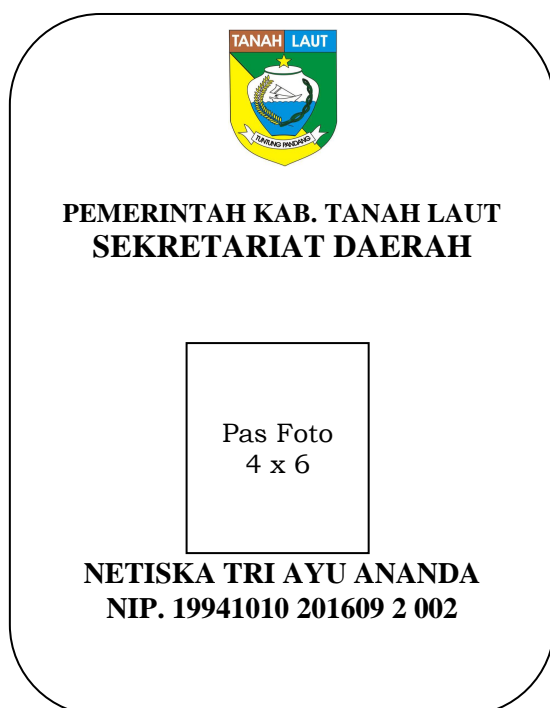 TANAH LAUT
TUNTUNG PANDANG
PEMERINTAH KAB. TANAH LAUT
SEKRETARIAT DAERAH
Pas Foto
4 x 6
NETISKA TRI AYU ANANDA
NIP. 19941010 201609 2 002